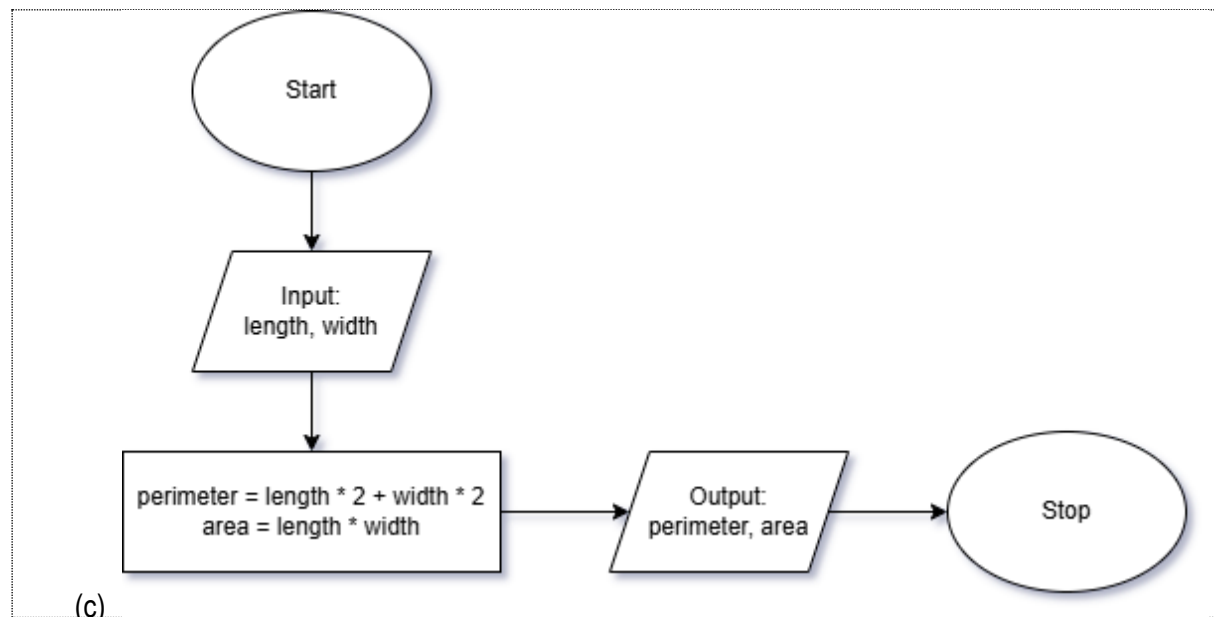 Start
Input:
length, width
perimeter = length * 2 + width * 2
area = length * width
Output:
perimeter, area
Stop
(c)